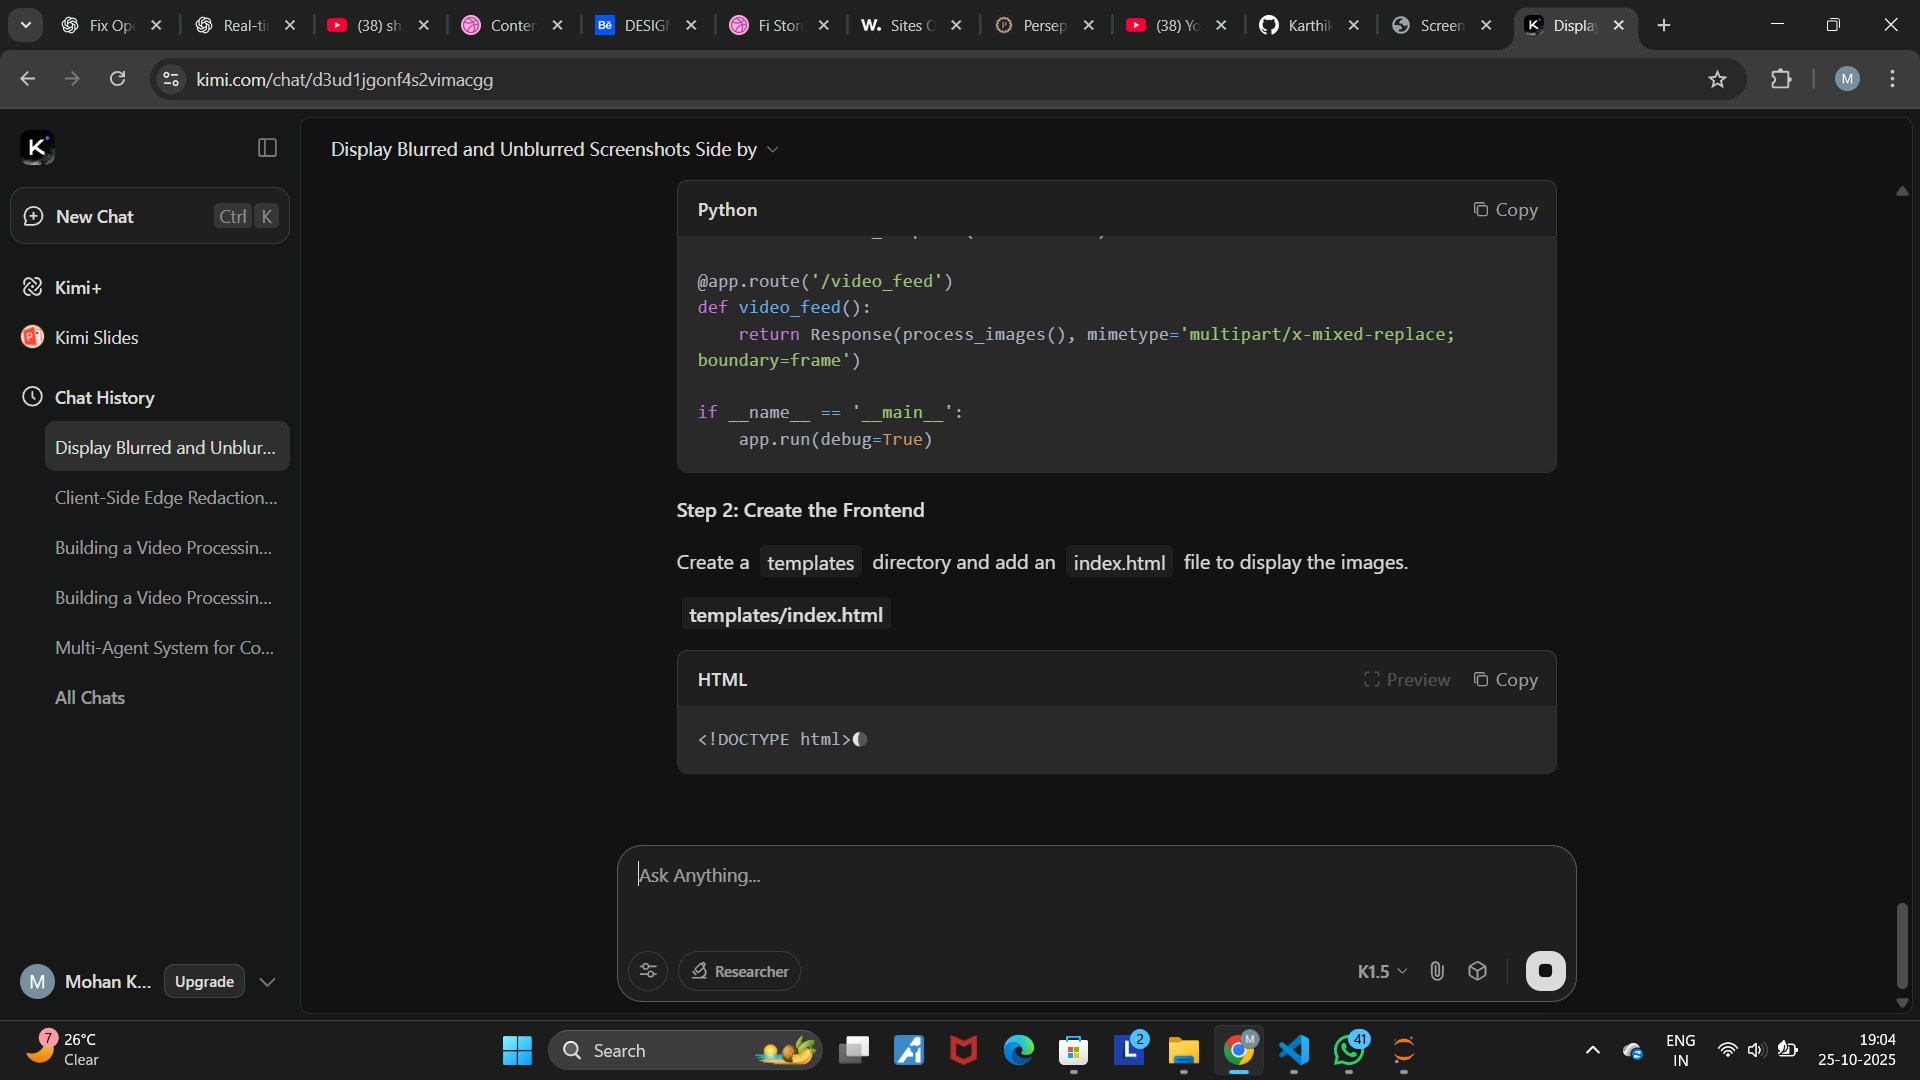 Fix Op
Real-ti
(38) sh
Conter
Bē
DESIG
Fi Stor
W.
Sites
Persep
(38) Yo
Karthik
Screen
Displa
kimi.com/chat/d3ud1jgonf4s2vimacgg
M
K
Display Blurred and Unblurred Screenshots Side by
New Chat
Ctrl K
Kimi+
Kimi Slides
Chat History
Display Blurred and Unblur...
Client-Side Edge Redaction...
Building a Video Processin...
Building a Video Processin...
Multi-Agent System for Co...
All Chats
Python
Copy
@app.route('/video_feed')
def video_feed():
return Response(process_images(), mimetype='multipart/x-mixed-replace;
boundary=frame')
if __name__ == '__main__':
app.run(debug=True)
Step 2: Create the Frontend
Create a templates directory and add an index.html file to display the images.
templates/index.html
HTML
Preview
Copy
<!DOCTYPE html>
Ask Anything...
Researcher
K1.5
M
Mohan K...
Upgrade
7
26°C
Clear
Search
2
M
41
ENG
IN
19:04
25-10-2025